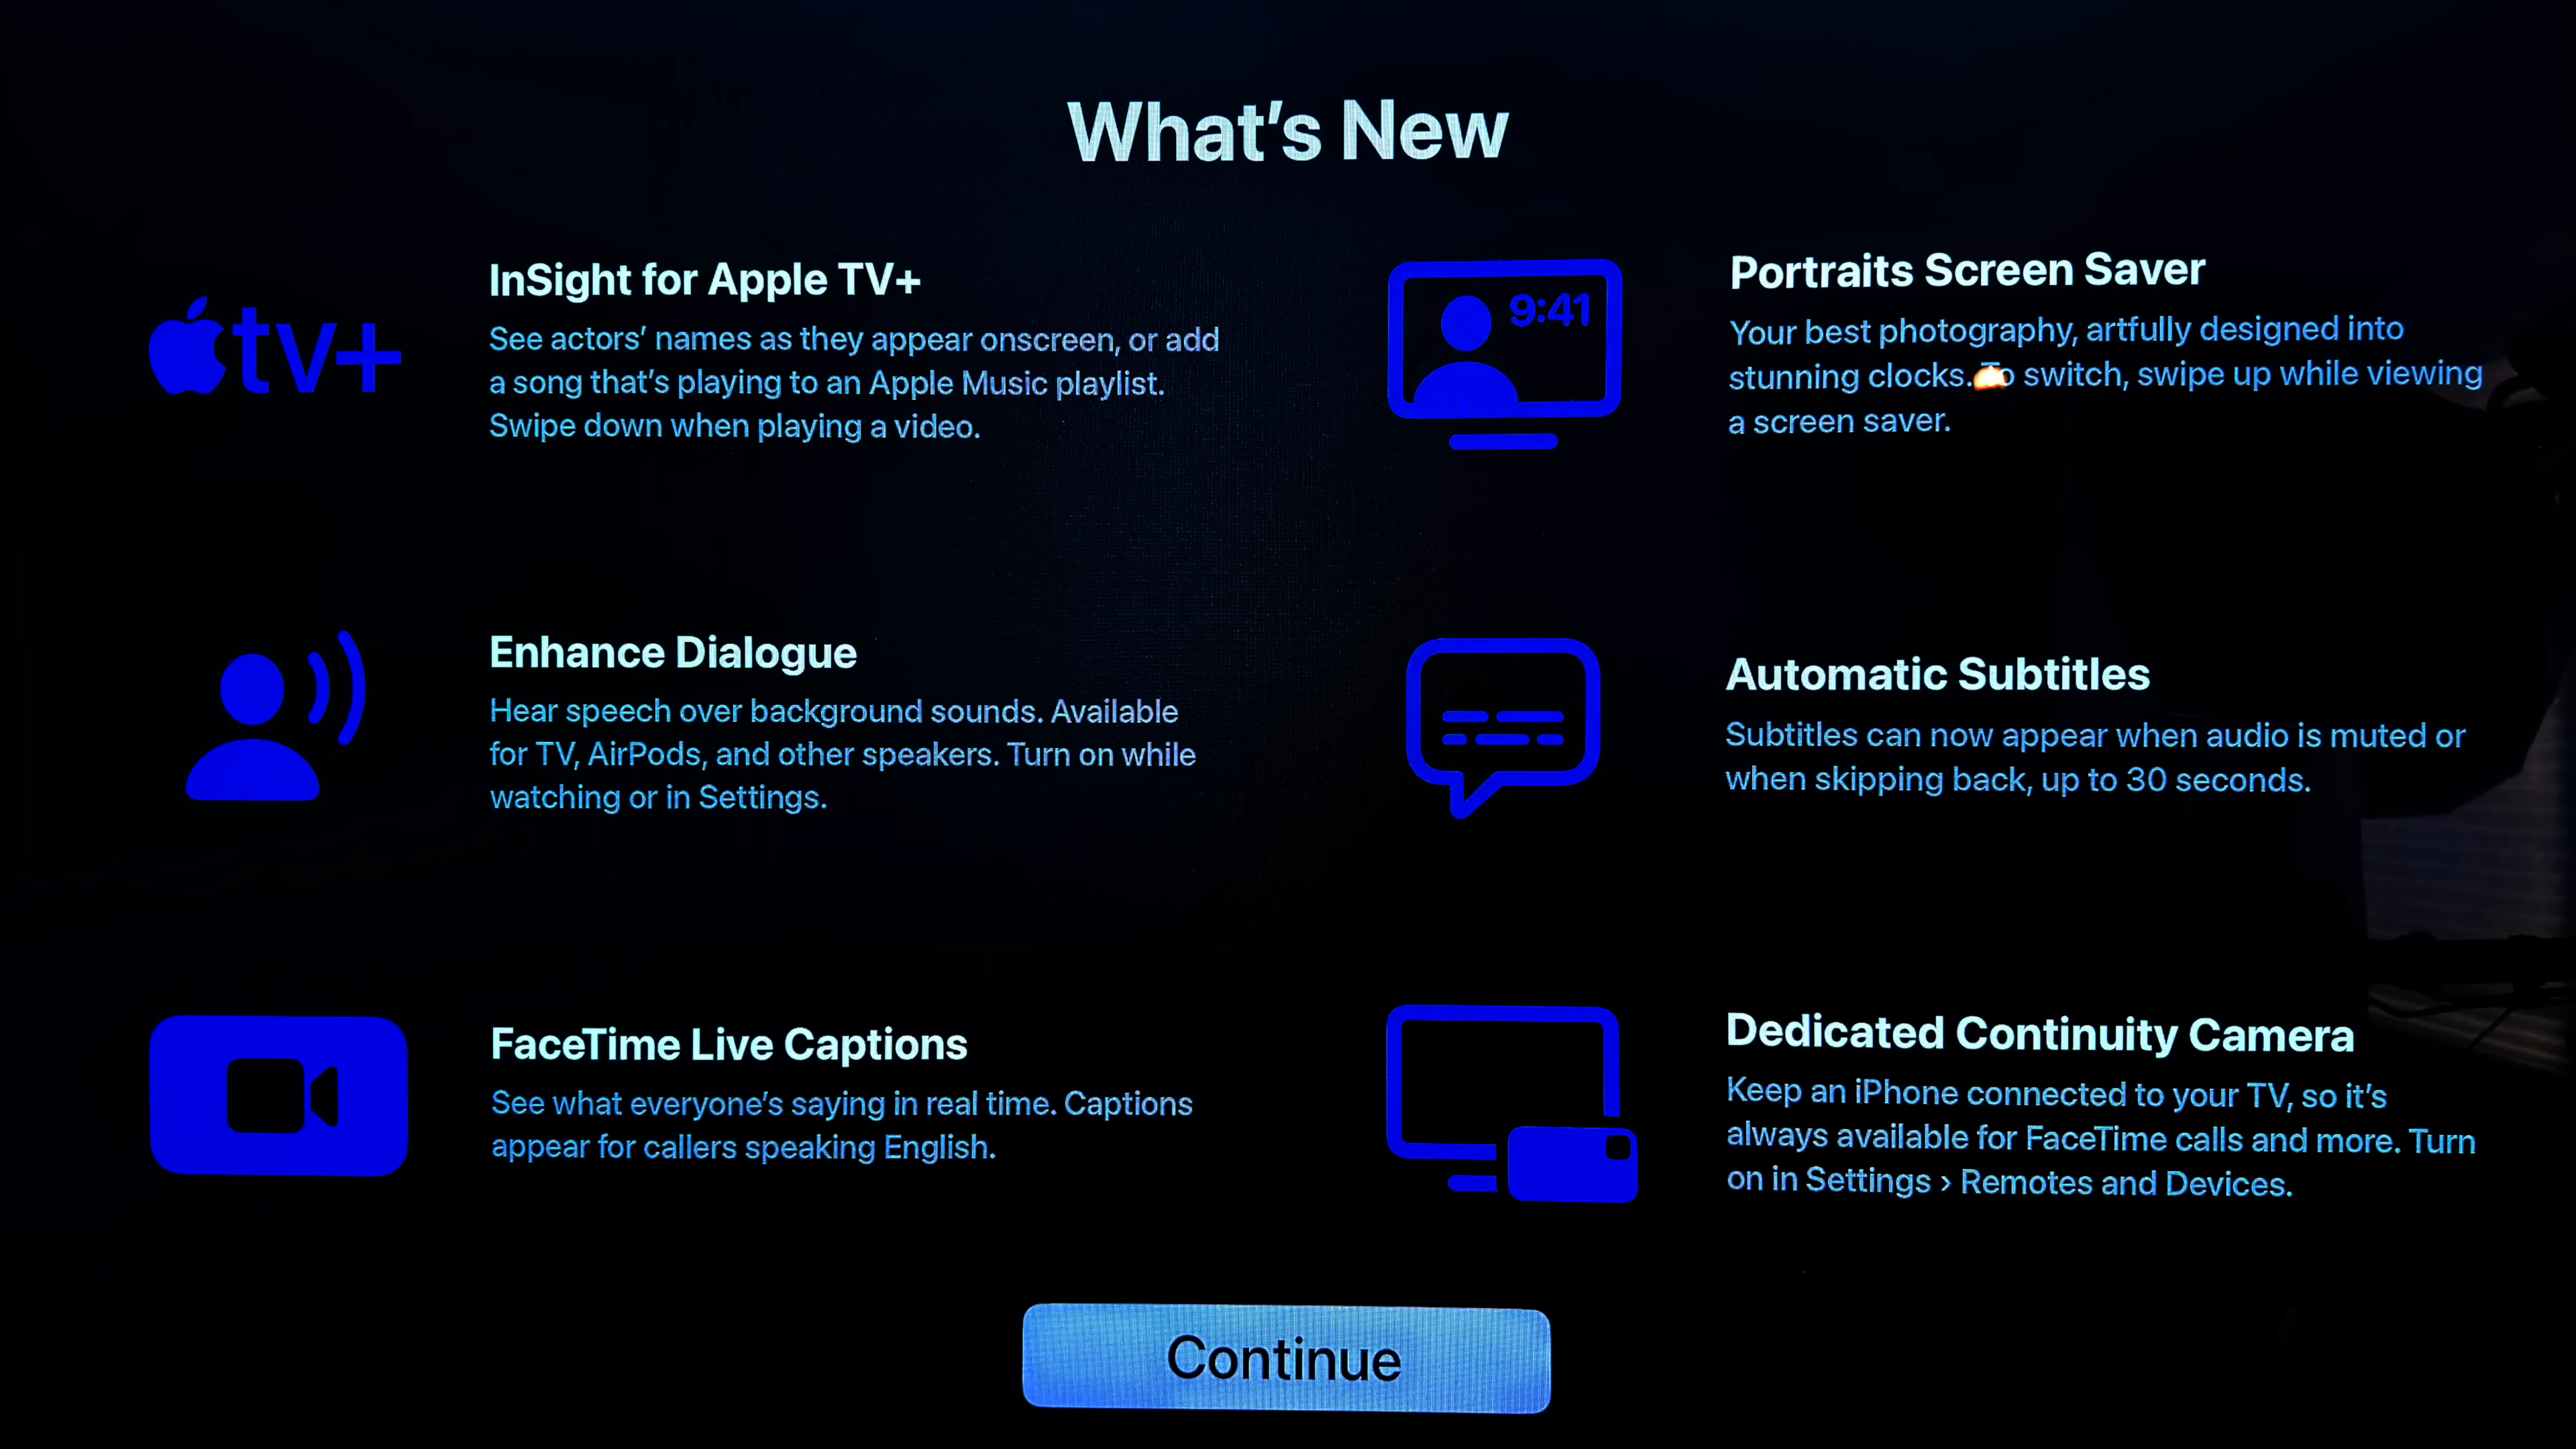 What's New
tv+
InSight for Apple TV+
See actors' names as they appear onscreen, or add
a song that's playing to an Apple Music playlist.
Swipe down when playing a video.
9:41
Portraits Screen Saver
Your best photography, artfully designed into
stunning clocks. To switch, swipe up while viewing
a screen saver.
Enhance Dialogue
Hear speech over background sounds. Available
for TV, AirPods, and other speakers. Turn on while
watching or in Settings.
Automatic Subtitles
Subtitles can now appear when audio is muted or
when skipping back, up to 30 seconds.
FaceTime Live Captions
See what everyone's saying in real time. Captions
appear for callers speaking English.
Dedicated Continuity Camera
Keep an iPhone connected to your TV, so it's
always available for FaceTime calls and more. Turn
on in Settings › Remotes and Devices.
Continue